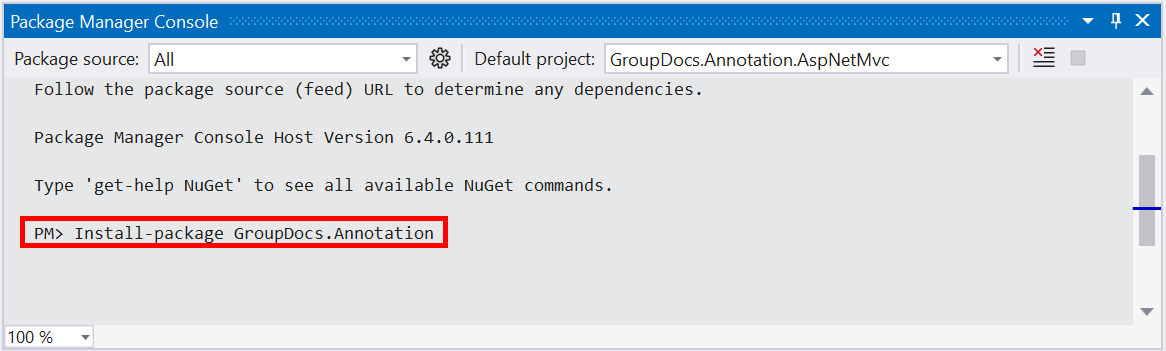 Package Manager Console
Package source: All Default project: GroupDocs.Annotation.AspNetMvc
Follow the package source (feed) URL to determine any dependencies.
Package Manager Console Host Version 6.4.0.111
Type 'get-help NuGet' to see all available NuGet commands.
PM> Install-package GroupDocs.Annotation
100 %